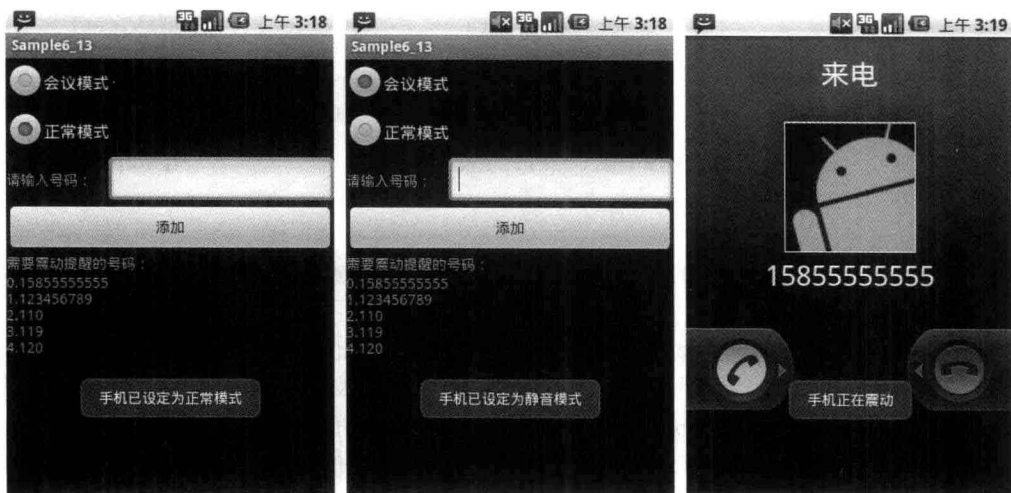 上午 3:18
Sample6_13
会议模式
正常模式
请输入号码：
添加
需要震动提醒的号码：
0.15855555555
1.123456789
2.110
3.119
4.120
手机已设定为正常模式
上午 3:18
Sample6_13
会议模式
正常模式
请输入号码：
添加
需要震动提醒的号码：
0.15855555555
1.123456789
2.110
3.119
4.120
手机已设定为静音模式
上午 3:19
来电
15855555555
手机正在震动